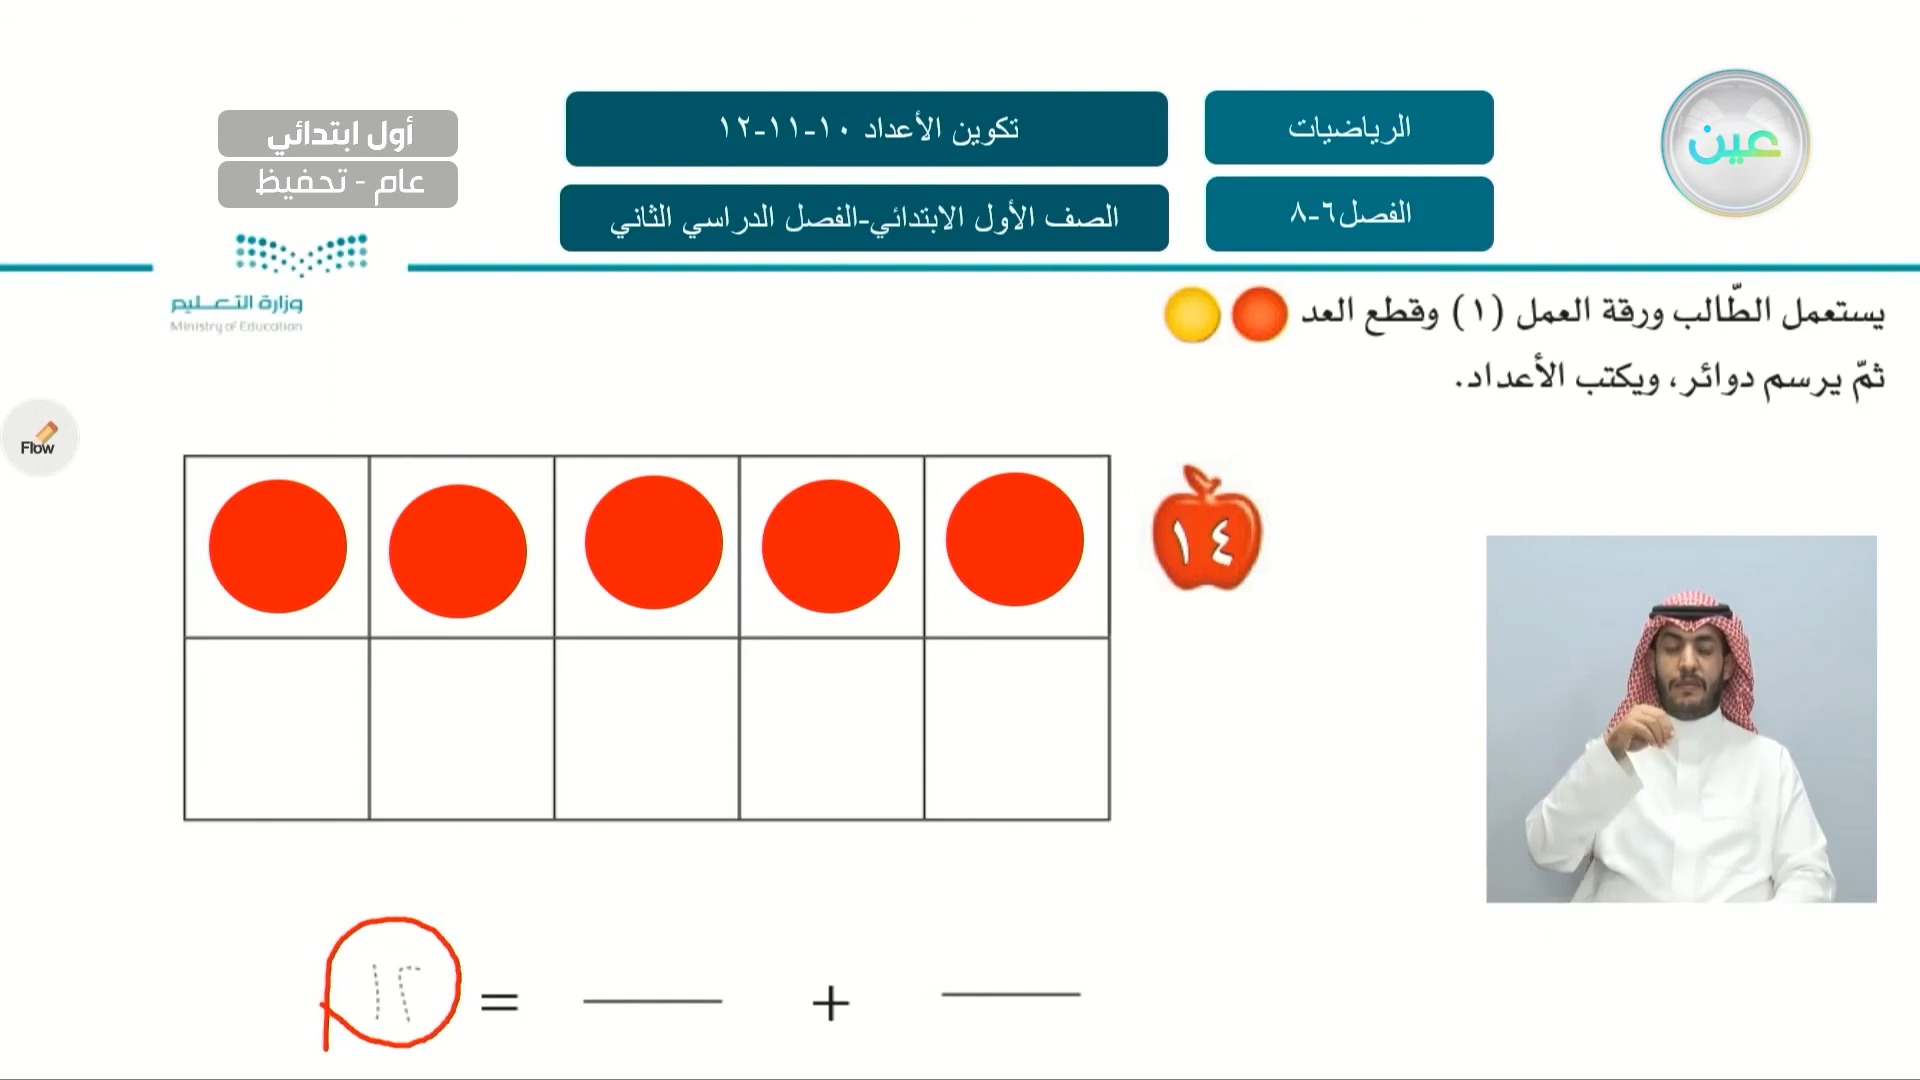 عين
الرياضيات
تكوين الأعداد ١٠-١١-١٢
أول ابتدائي
عام - تحفيظ
الفصل٦-٨
الصف الأول الابتدائي-الفصل الدراسي الثاني
وزارة التعليم
Ministry of Education
يستعمل الطّالب ورقة العمل (١) وقطع العد
ثمّ يرسم دوائر، ويكتب الأعداد.
Flow
١٤
+ = ١٢